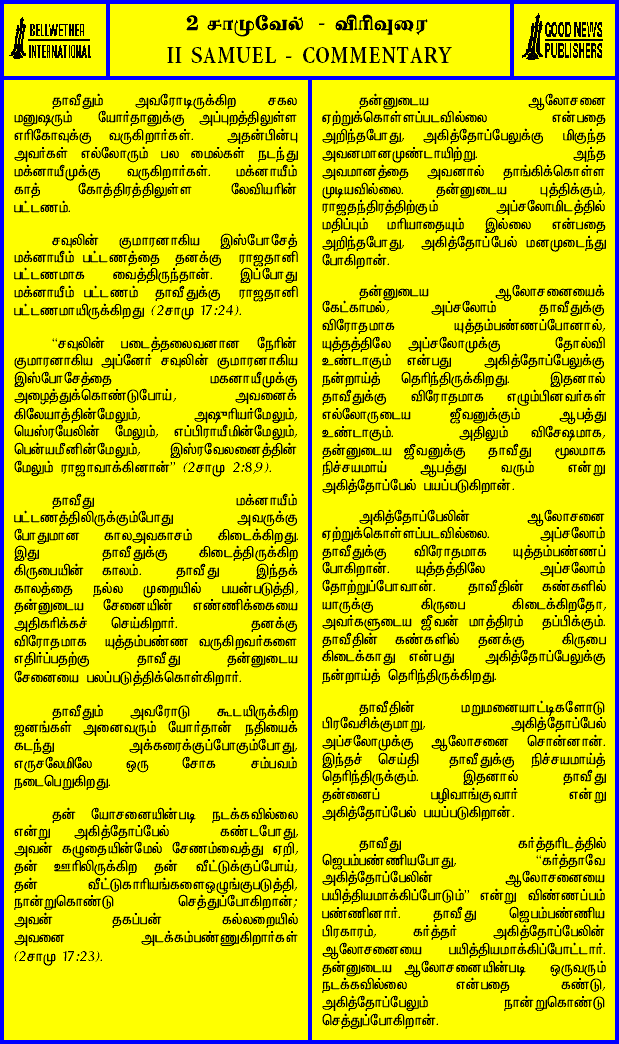 BELLWETHER
INTERNATIONAL
2 சாமுவேல் - விரிவுரை
II SAMUEL - COMMENTARY
GOOD NEWS
PUBLISHERS
தாவீதும் அவரோடிருக்கிற சகல
மனுஷரும் யோர்தானுக்கு அப்புறத்திலுள்ள
எரிகோவுக்கு வருகிறார்கள். அதன்பின்பு
அவர்கள் எல்லோரும் பல மைல்கள் நடந்து
மக்னாயீமுக்கு வருகிறார்கள். மக்னாயீம்
காத் கோத்திரத்திலுள்ள லேவியரின்
பட்டணம்.
சவுலின் குமாரனாகிய இஸ்போசேத்
மக்னாயீம் பட்டணத்தை தனக்கு ராஜதானி
பட்டணமாக வைத்திருந்தான். இப்போது
மக்னாயீம் பட்டணம் தாவீதுக்கு ராஜதானி
பட்டணமாயிருக்கிறது (2சாமு 17:24).
“சவுலின் படைத்தலைவனான நேரின்
குமாரனாகிய அப்னேர் சவுலின் குமாரனாகிய
இஸ்போசேத்தை மகனாயீமுக்கு
அழைத்துக்கொண்டுபோய், அவனைக்
கிலேயாத்தின்மேலும், அஷுரியர்மேலும்,
யெஸ்ரயேலின் மேலும், எப்பிராயீமின்மேலும்,
பென்யமீனின்மேலும், இஸ்ரவேலனைத்தின்
மேலும் ராஜாவாக்கினான்” (2சாமு 2:8,9).
தாவீது மக்னாயீம்
பட்டணத்திலிருக்கும்போது அவருக்கு
போதுமான காலஅவகாசம் கிடைக்கிறது.
இது தாவீதுக்கு கிடைத்திருக்கிற
கிருபையின் காலம். தாவீது இந்தக்
காலத்தை நல்ல முறையில் பயன்படுத்தி,
தன்னுடைய சேனையின் எண்ணிக்கையை
அதிகரிக்கச் செய்கிறார். தனக்கு
விரோதமாக யுத்தம்பண்ண வருகிறவர்களை
எதிர்ப்பதற்கு தாவீது தன்னுடைய
சேனையை பலப்படுத்திக்கொள்கிறார்.
தாவீதும் அவரோடு கூடயிருக்கிற
ஜனங்கள் அனைவரும் யோர்தான் நதியைக்
கடந்து அக்கரைக்குப்போகும்போது,
எருசலேமிலே ஒரு சோக சம்பவம்
நடைபெறுகிறது.
தன் யோசனையின்படி நடக்கவில்லை
என்று அகித்தோப்பேல் கண்டபோது,
அவன் கழுதையின்மேல் சேணம்வைத்து ஏறி,
தன் ஊரிலிருக்கிற தன் வீட்டுக்குப்போய்,
தன் வீட்டுகாரியங்களைஒழுங்குபடுத்தி,
நான்றுகொண்டு செத்துப்போகிறான்;
அவன் தகப்பன் கல்லறையில்
அவனை அடக்கம்பண்ணுகிறார்கள்
(2சாமு 17:23).
தன்னுடைய ஆலோசனை
ஏற்றுக்கொள்ளப்படவில்லை என்பதை
அறிந்தபோது, அகித்தோப்பேலுக்கு மிகுந்த
அவனமானமுண்டாயிற்று. அந்த
அவமானத்தை அவனால் தாங்கிக்கொள்ள
முடியவில்லை. தன்னுடைய புத்திக்கும்,
ராஜதந்திரத்திற்கும் அப்சலோமிடத்தில்
மதிப்பும் மரியாதையும் இல்லை என்பதை
அறிந்தபோது, அகித்தோப்பேல் மனமுடைந்து
போகிறான்.
தன்னுடைய ஆலோசனையைக்
கேட்காமல், அப்சலோம் தாவீதுக்கு
விரோதமாக யுத்தம்பண்ணப்போனால்,
யுத்தத்திலே அப்சலோமுக்கு தோல்வி
உண்டாகும் என்பது அகித்தோப்பேலுக்கு
நன்றாய்த் தெரிந்திருக்கிறது. இதனால்
தாவீதுக்கு விரோதமாக எழும்பினவர்கள்
எல்லோருடைய ஜீவனுக்கும் ஆபத்து
உண்டாகும். அதிலும் விசேஷமாக,
தன்னுடைய ஜீவனுக்கு தாவீது மூலமாக
நிச்சயமாய் ஆபத்து வரும் என்று
அகித்தோப்பேல் பயப்படுகிறான்.
அகித்தோப்பேலின் ஆலோசனை
ஏற்றுக்கொள்ளப்படவில்லை. அப்சலோம்
தாவீதுக்கு விரோதமாக யுத்தம்பண்ணப்
போகிறான். யுத்தத்திலே அப்சலோம்
தோற்றுப்போவான். தாவீதின் கண்களில்
யாருக்கு கிருபை கிடைக்கிறதோ,
அவர்களுடைய ஜீவன் மாத்திரம் தப்பிக்கும்.
தாவீதின் கண்களில் தனக்கு கிருபை
கிடைக்காது என்பது அகித்தோப்பேலுக்கு
நன்றாய்த் தெரிந்திருக்கிறது.
தாவீதின் மறுமனையாட்டிகளோடு
பிரவேசிக்குமாறு, அகித்தோப்பேல்
அப்சலோமுக்கு ஆலோசனை சொன்னான்.
இந்தச் செய்தி தாவீதுக்கு நிச்சயமாய்த்
தெரிந்திருக்கும். இதனால் தாவீது
தன்னைப் பழிவாங்குவார் என்று
அகித்தோப்பேல் பயப்படுகிறான்.
தாவீது கர்த்தரிடத்தில்
ஜெபம்பண்ணியபோது, “கர்த்தாவே
அகித்தோப்பேலின் ஆலோசனையை
பயித்தியமாக்கிப்போடும்” என்று விண்ணப்பம்
பண்ணினார். தாவீது ஜெபம்பண்ணிய
பிரகாரம், கர்த்தர் அகித்தோப்பேலின்
ஆலோசனையை பயித்தியமாக்கிப்போட்டார்.
தன்னுடைய ஆலோசனையின்படி ஒருவரும்
நடக்கவில்லை என்பதை கண்டு,
அகித்தோப்பேலும் நான்றுகொண்டு
செத்துப்போகிறான்.